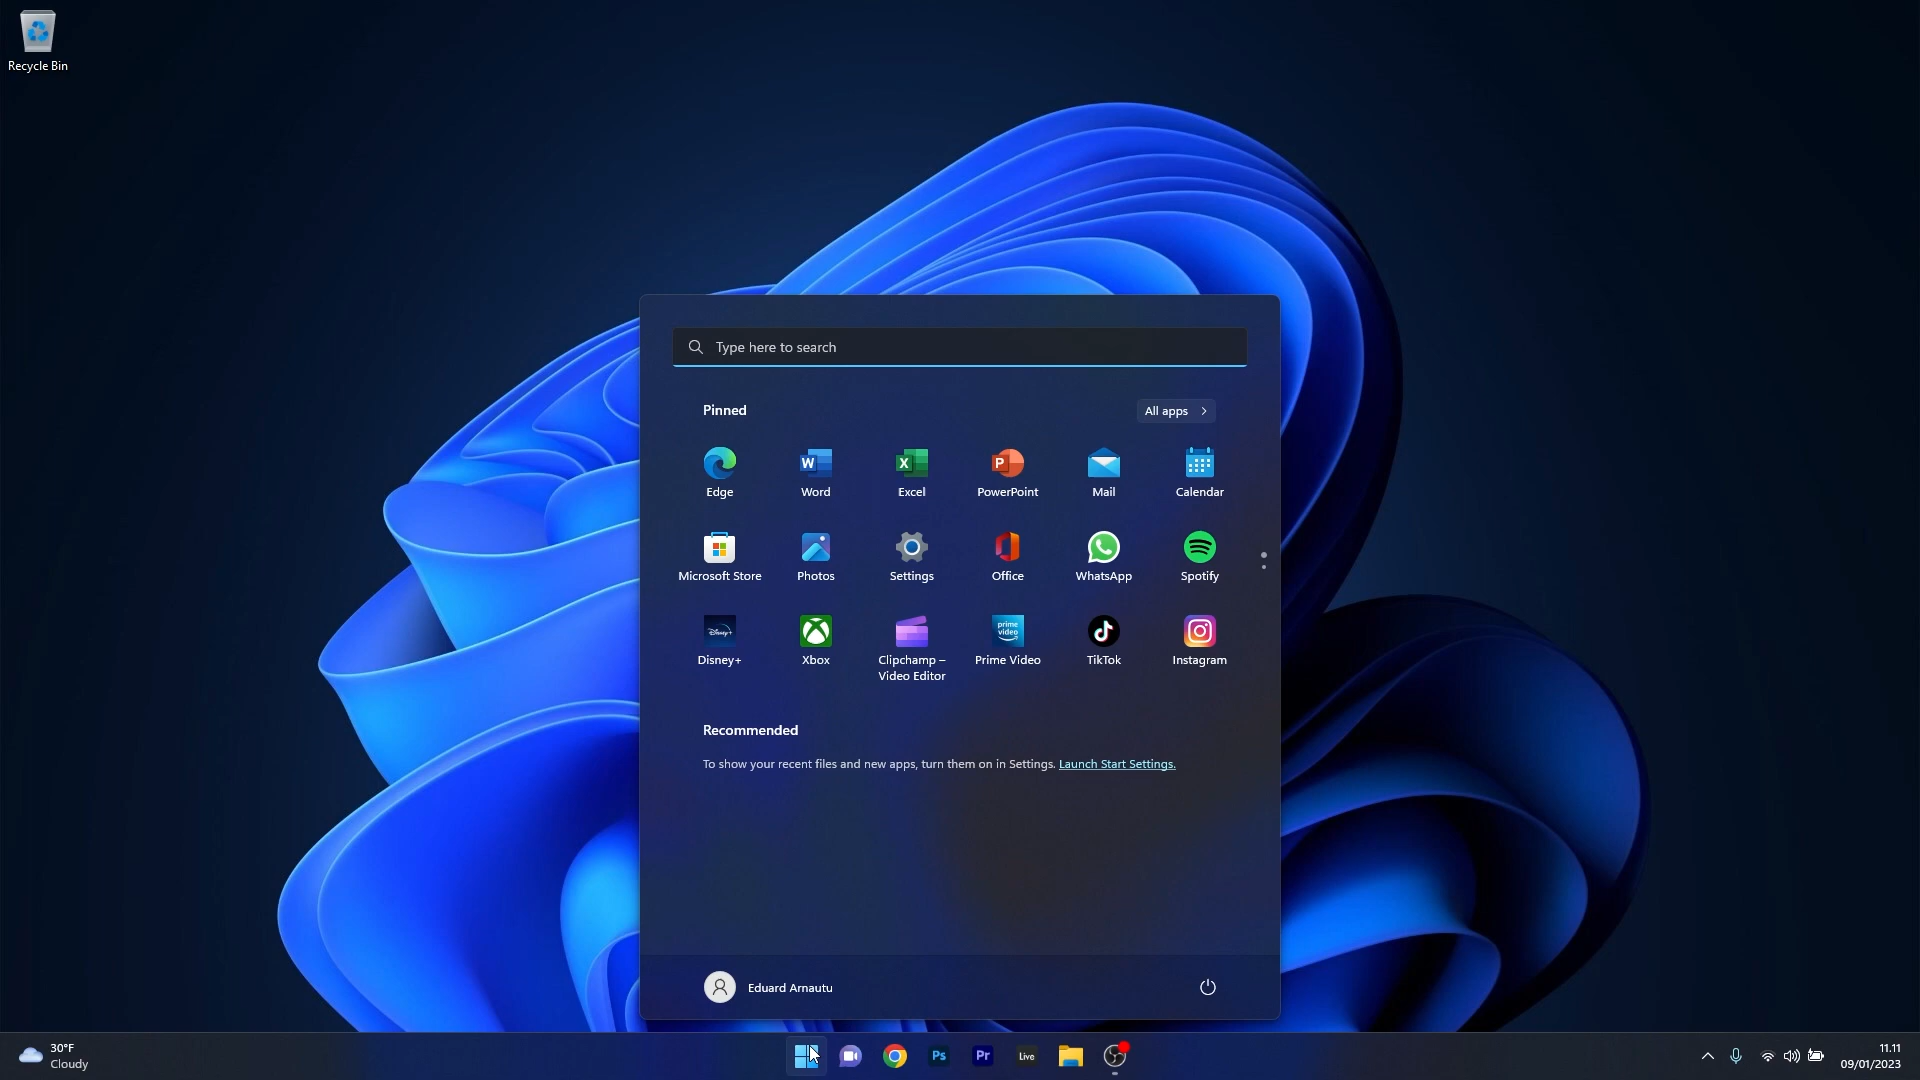 Recycle Bin
Type here to search
Pinned
All apps
Edge
Word
Excel
PowerPoint
Mail
Calendar
Microsoft Store
Photos
Settings
Office
WhatsApp
Spotify
Disney+
Xbox
Clipchamp –
Video Editor
Prime Video
TikTok
Instagram
Recommended
To show your recent files and new apps, turn them on in Settings. Launch Start Settings.
Eduard Arnautu
30°F
Cloudy
Ps
Pr
Live
11.11
09/01/2023